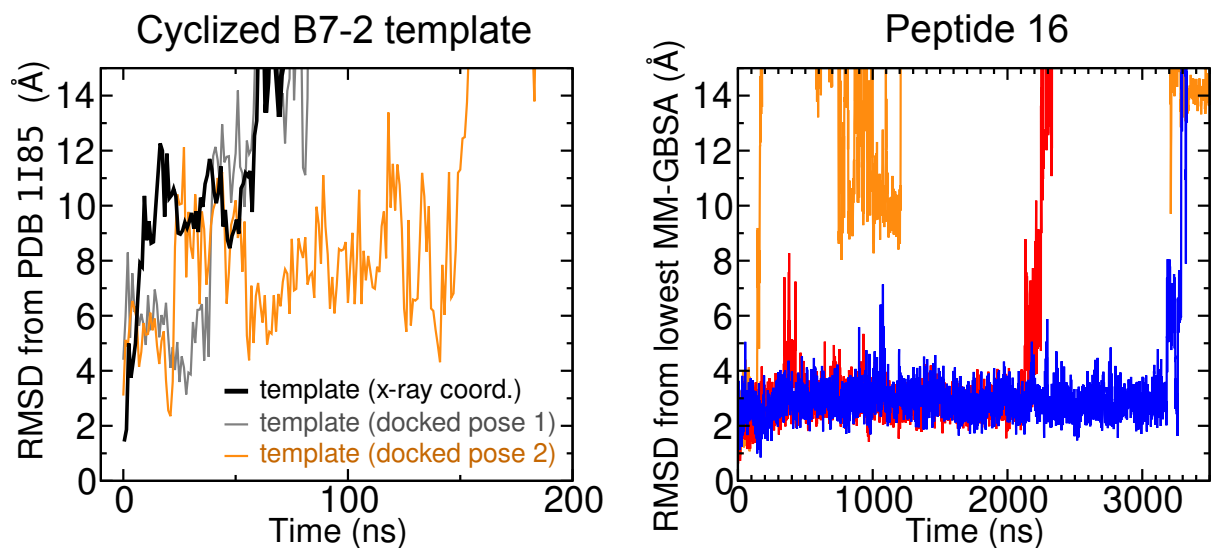 Cyclized B7-2 template
RMSD from PDB 1I85 (Å)
14
12
10
8
6
4
2
0
template (x-ray coord.)
template (docked pose 1)
template (docked pose 2)
0
100
200
Time (ns)
Peptide 16
RMSD from lowest MM-GBSA (Å)
14
12
10
8
6
4
2
0
0
1000
2000
3000
Time (ns)